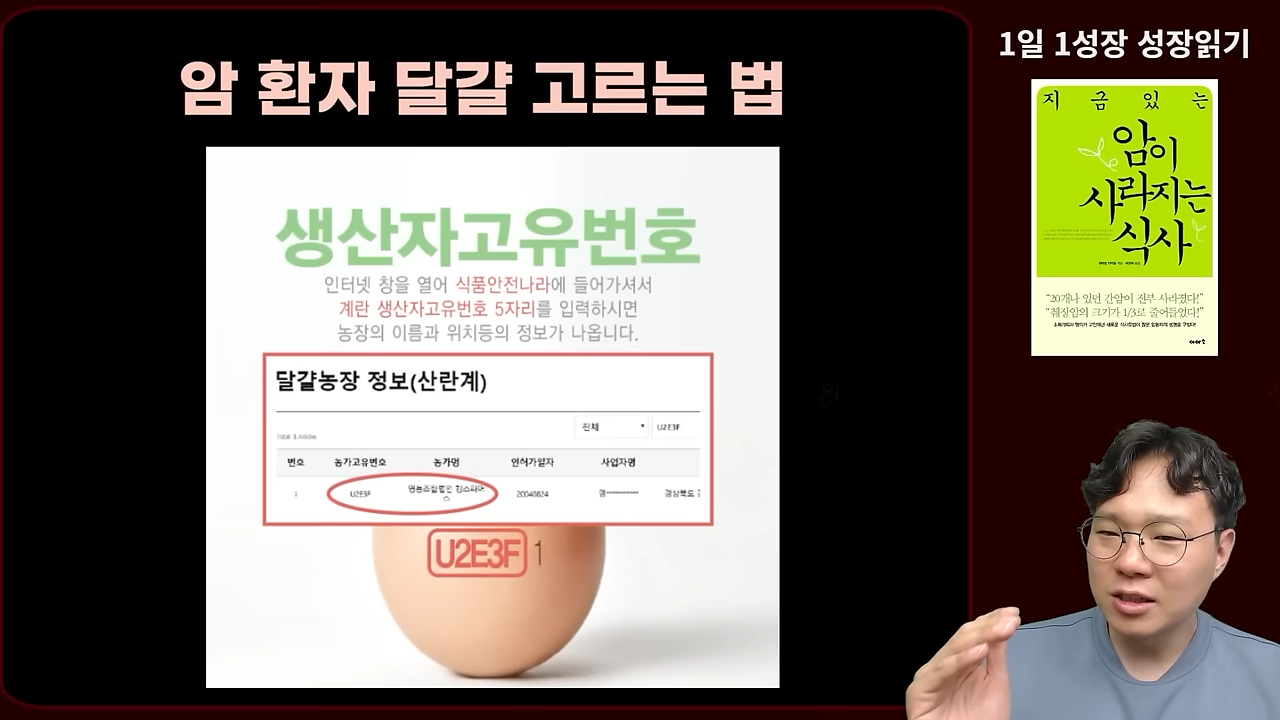 암 환자 달걀 고르는 법
생산자고유번호
인터넷 창을 열어 식품안전나라에 들어가셔서
계란 생산자고유번호 5자리를 입력하시면
농장의 이름과 위치등의 정보가 나옵니다.
달걀농장 정보(산란계)
전체 U2E3F
번호 농가고유번호 농가명 인허가일자 사업자명
1 U2E3F 20040824 경상북도
U2E3F 1
1일 1성장 성장읽기
지금 있는
암이
사라지는
식사
“20개나 있던 간암이 전부 사라졌다!”
“췌장암의 크기가 1/3로 줄어들었다!”